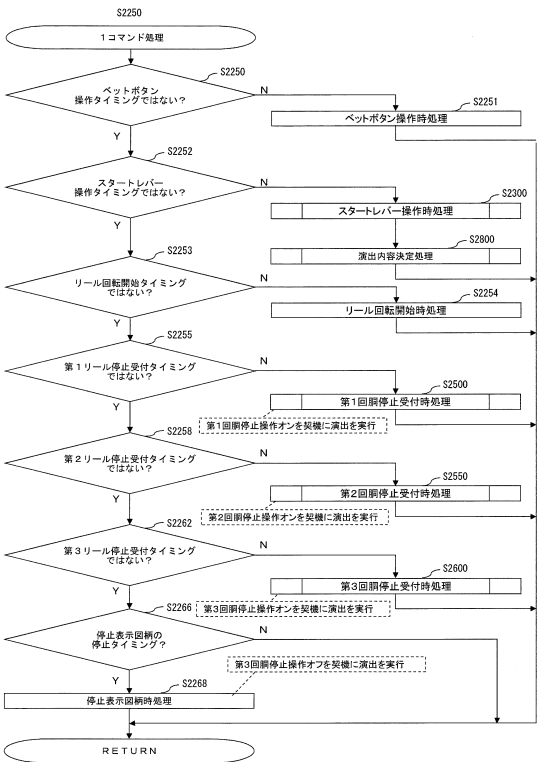 S2250
1コマンド処理
S2250
ベットボタン
操作タイミングではない？
N
Y
S2251
ベットボタン操作時処理
S2252
スタートレバー
操作タイミングではない？
N
Y
S2300
スタートレバー操作時処理
S2800
演出内容決定処理
S2253
リール回転開始タイミング
ではない？
N
Y
S2254
リール回転開始時処理
S2255
第1リール停止受付タイミング
ではない？
N
Y
S2500
第1回胴停止受付時処理
第1回胴停止操作オンを契機に演出を実行
S2258
第2リール停止受付タイミング
ではない？
N
Y
S2550
第2回胴停止受付時処理
第2回胴停止操作オンを契機に演出を実行
S2262
第3リール停止受付タイミング
ではない？
N
Y
S2600
第3回胴停止受付時処理
第3回胴停止操作オンを契機に演出を実行
S2266
停止表示図柄の
停止タイミング？
N
Y
第3回胴停止操作オフを契機に演出を実行
S2268
停止表示図柄時処理
RETURN